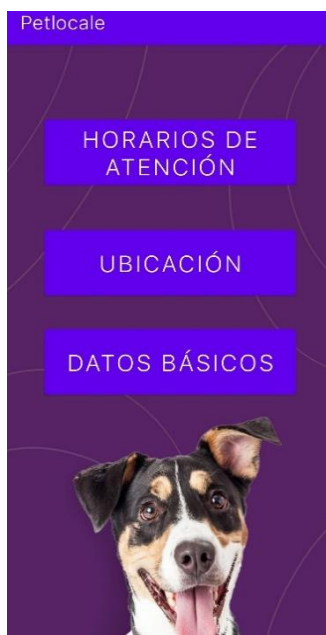 Petlocale
HORARIOS DE
ATENCIÓN
UBICACIÓN
DATOS BÁSICOS